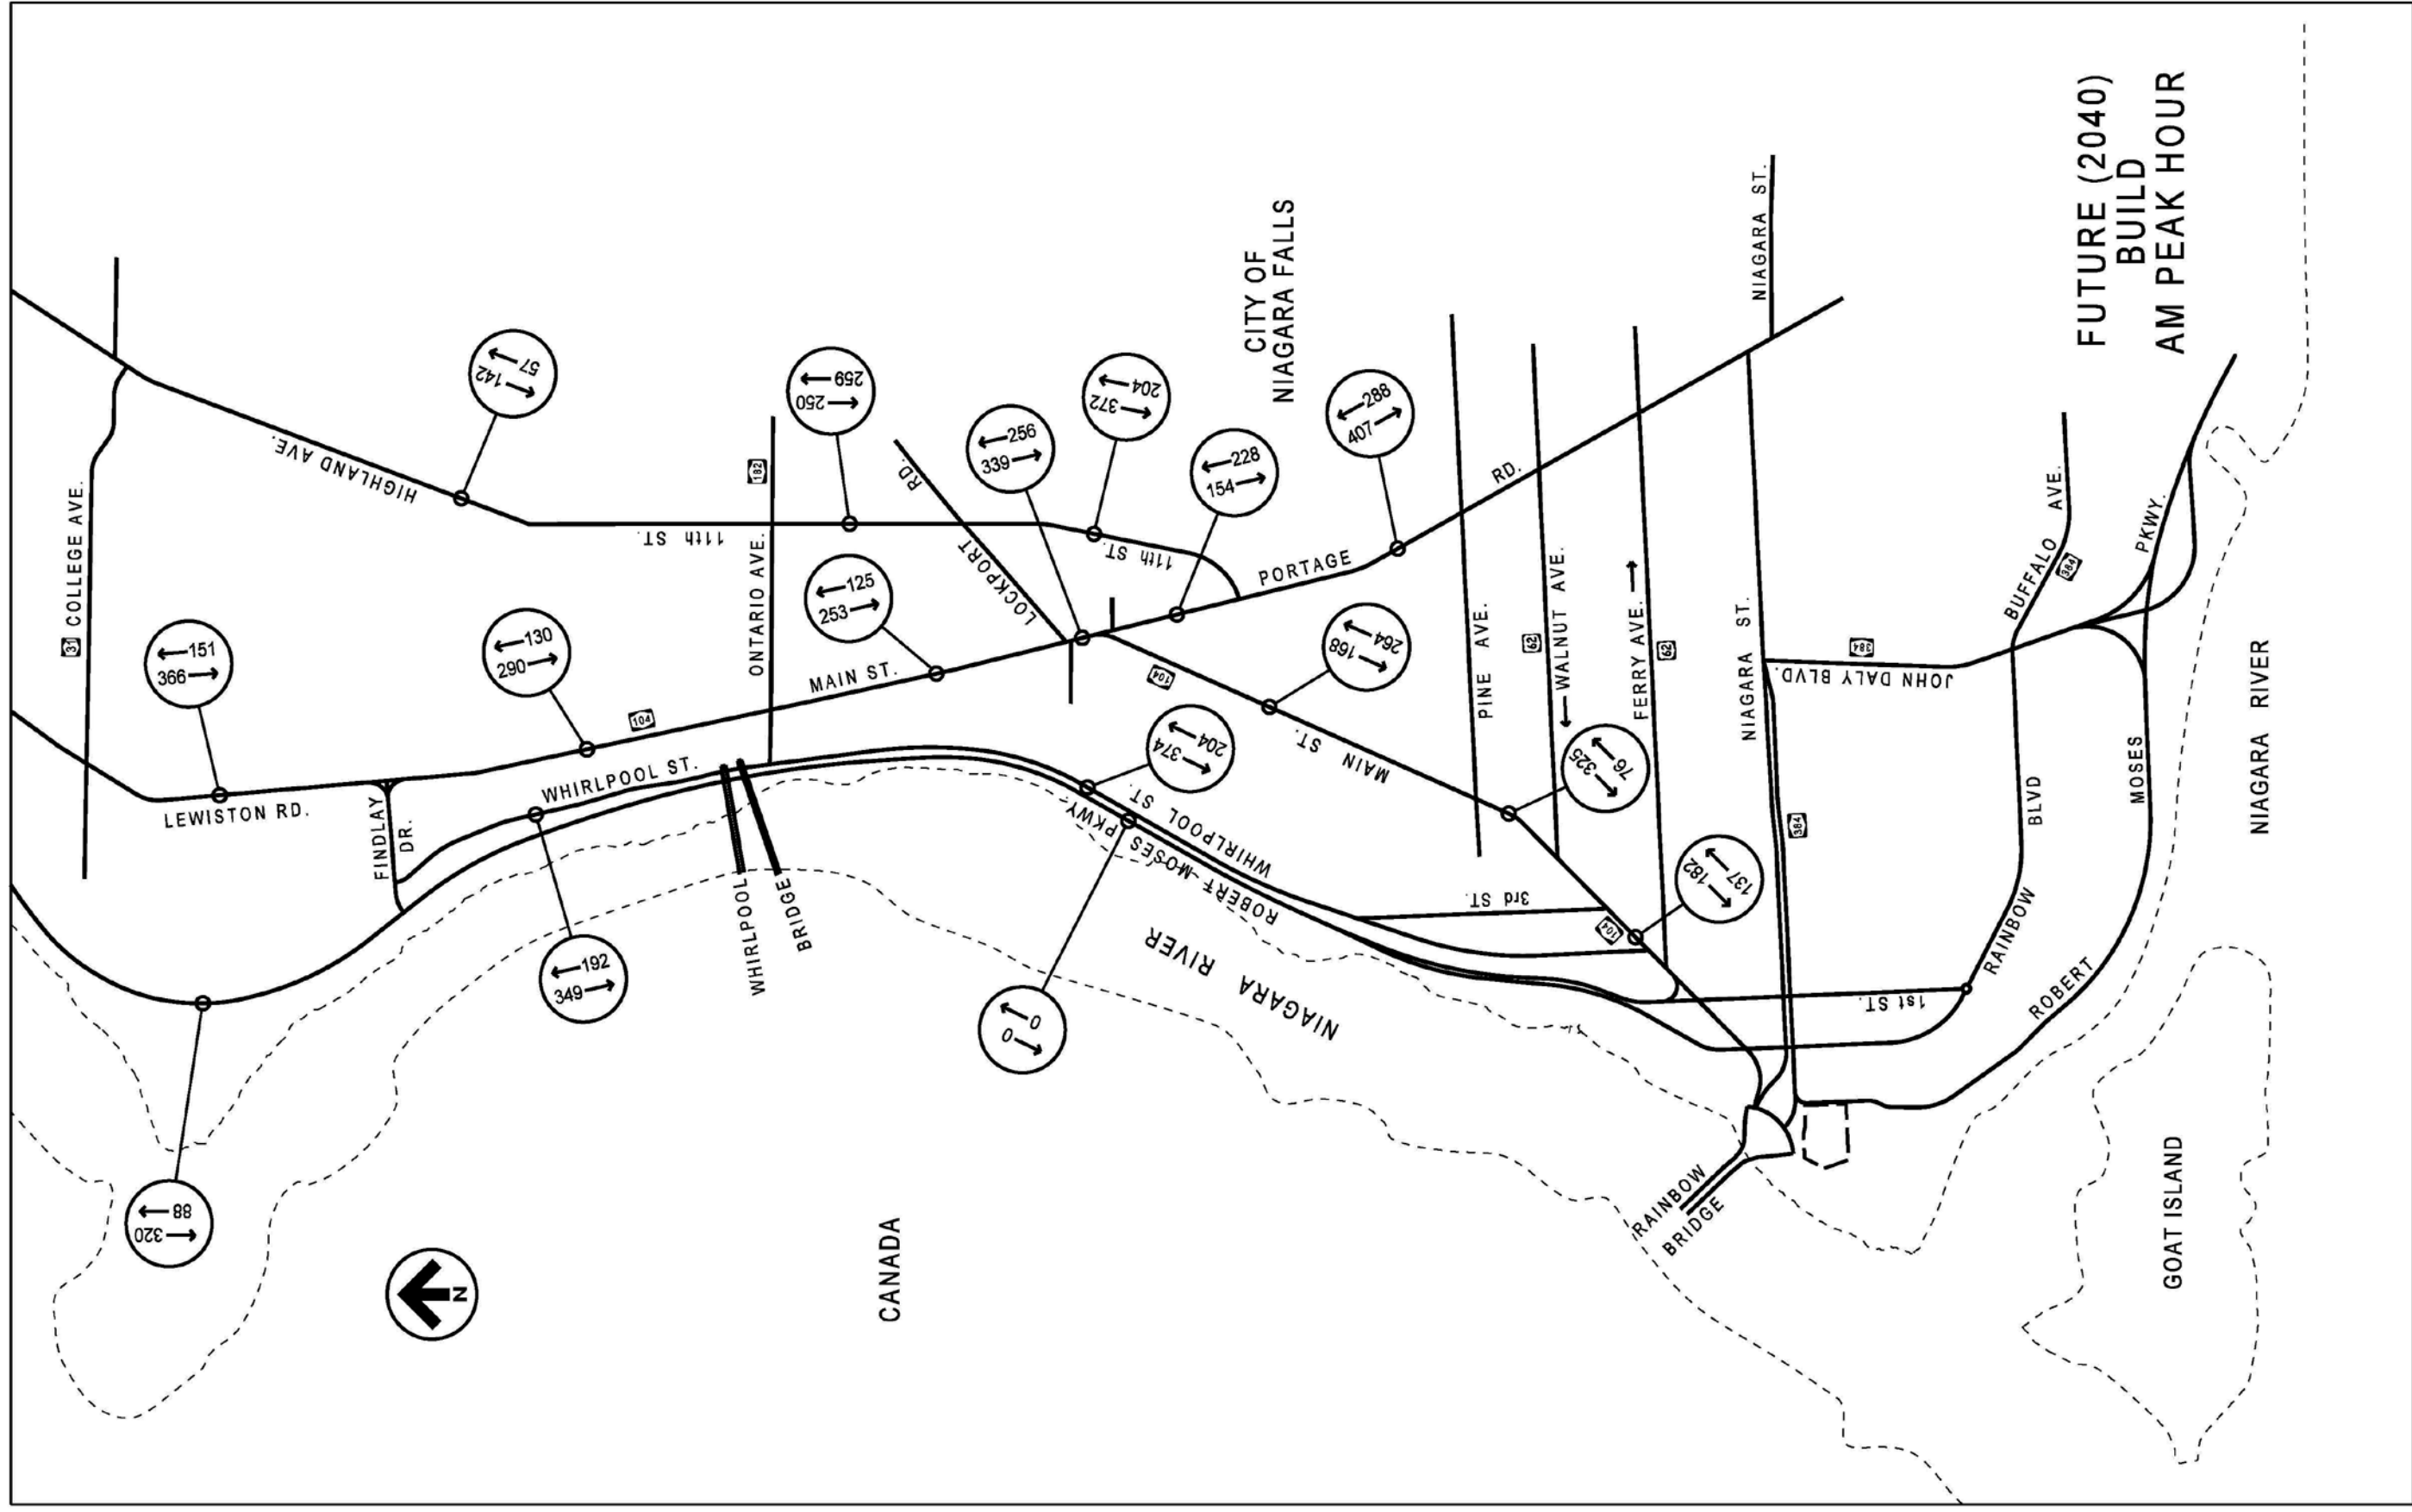 31 COLLEGE AVE.
HIGHLAND AVE.
142
57
151
366
LEWISTON RD.
FINDLAY
DR.
130
290
104
11th ST.
182
ONTARIO AVE.
250
259
125
253
MAIN ST.
WHIRLPOOL ST.
192
349
WHIRLPOOL
BRIDGE
320
88
N
CANADA
LOCKPORT
RD.
256
339
372
204
11th ST.
228
154
PORTAGE
RD.
288
407
CITY OF
NIAGARA FALLS
104
168
264
MAIN ST.
374
204
WHIRLPOOL ST.
ROBERT MOSES PKWY
0
0
NIAGARA RIVER
PINE AVE.
62
WALNUT AVE.
FERRY AVE.
62
325
76
3rd ST.
104
182
137
NIAGARA ST.
NIAGARA ST.
384
384
JOHN DALY BLVD.
1st ST.
RAINBOW
BLVD
BUFFALO AVE.
384
ROBERT
MOSES
PKWY.
RAINBOW
BRIDGE
GOAT ISLAND
NIAGARA RIVER
FUTURE (2040)
BUILD
AM PEAK HOUR